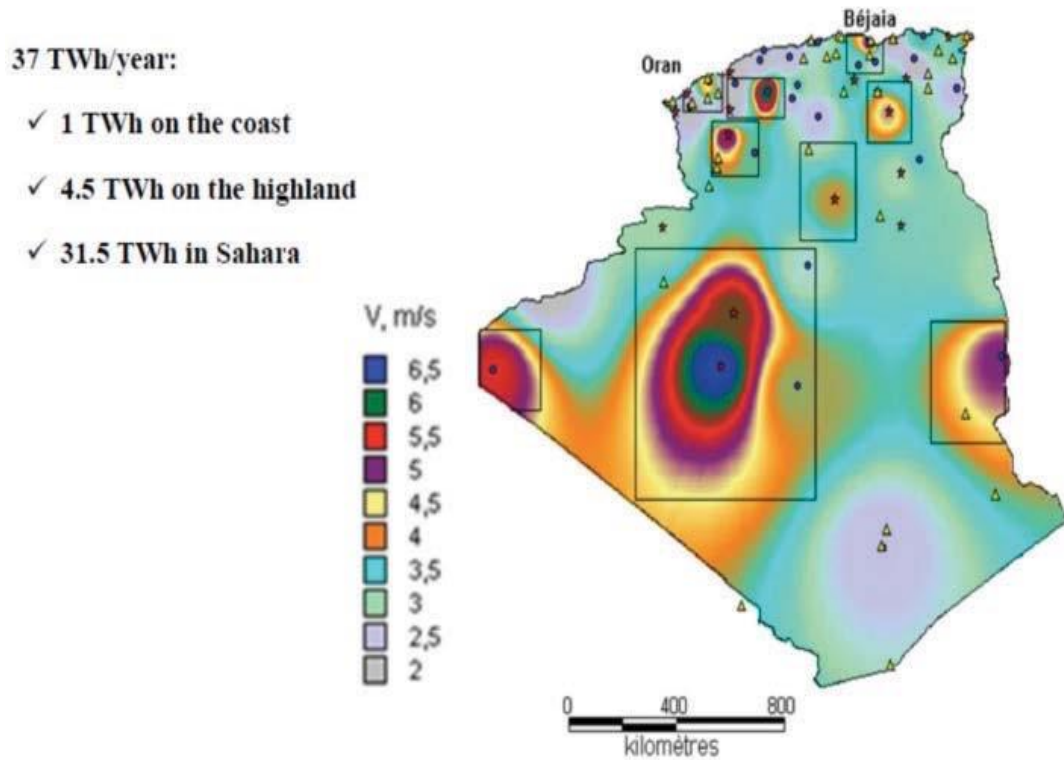 37 TWh/year:
✓ 1 TWh on the coast
✓ 4.5 TWh on the highland
✓ 31.5 TWh in Sahara
Béjaia
Oran
V, m/s
6,5
6
5,5
5
4,5
4
3,5
3
2,5
2
0 400 800
kilomètres